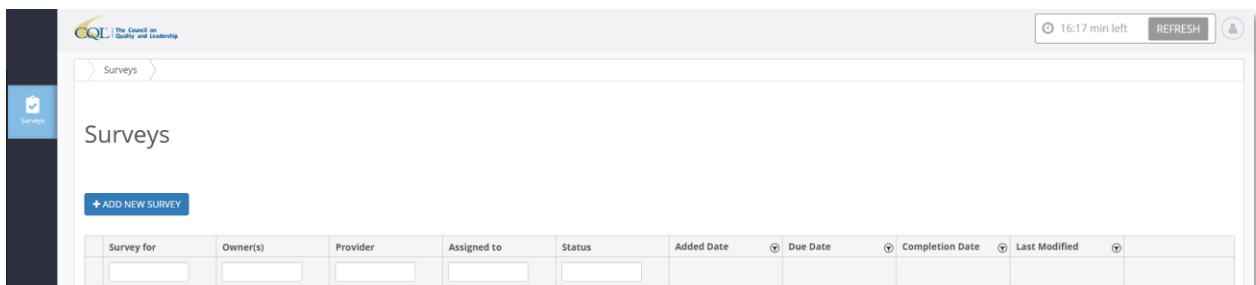 CQL The Council on
Quality and Leadership
16:17 min left REFRESH
Surveys
Surveys
Surveys
+ ADD NEW SURVEY
Survey for Owner(s) Provider Assigned to Status Added Date Due Date Completion Date Last Modified